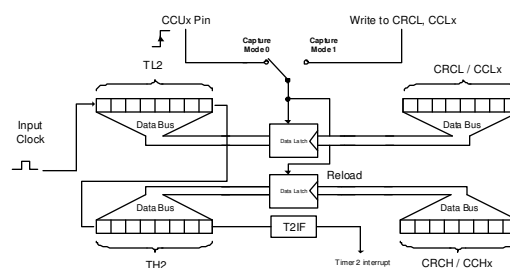 CCUx Pin
Write to CRCL, CCLx
Capture
Mode 0
Capture
Mode 1
TL2
CRCL / CCLx
Input
Clock
Data Bus
Data Latch
Data Bus
Reload
Data Bus
Data Latch
Data Bus
T2IF
TH2
Timer 2 interrupt
CRCH / CCHx